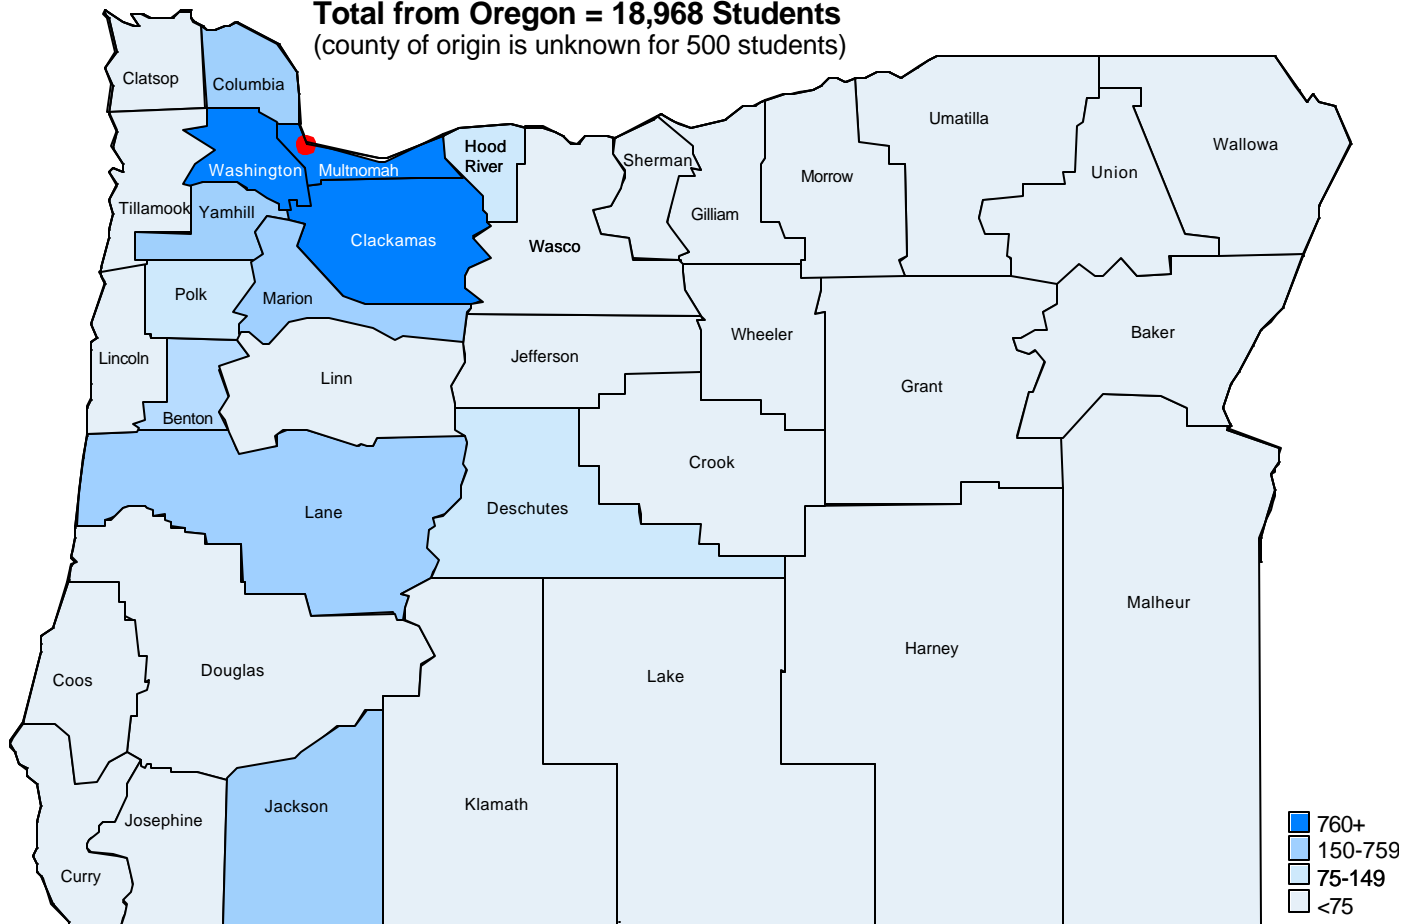 Total from Oregon = 18,968 Students
(county of origin is unknown for 500 students)
Clatsop
Columbia
Washington
Multnomah
Hood
River
Tillamook
Yamhill
Clackamas
Wasco
Sherman
Gilliam
Morrow
Umatilla
Union
Wallowa
Polk
Marion
Lincoln
Benton
Linn
Jefferson
Wheeler
Grant
Baker
Lane
Deschutes
Crook
Coos
Douglas
Lake
Harney
Malheur
Curry
Josephine
Jackson
Klamath
760+
150-759
75-149
<75